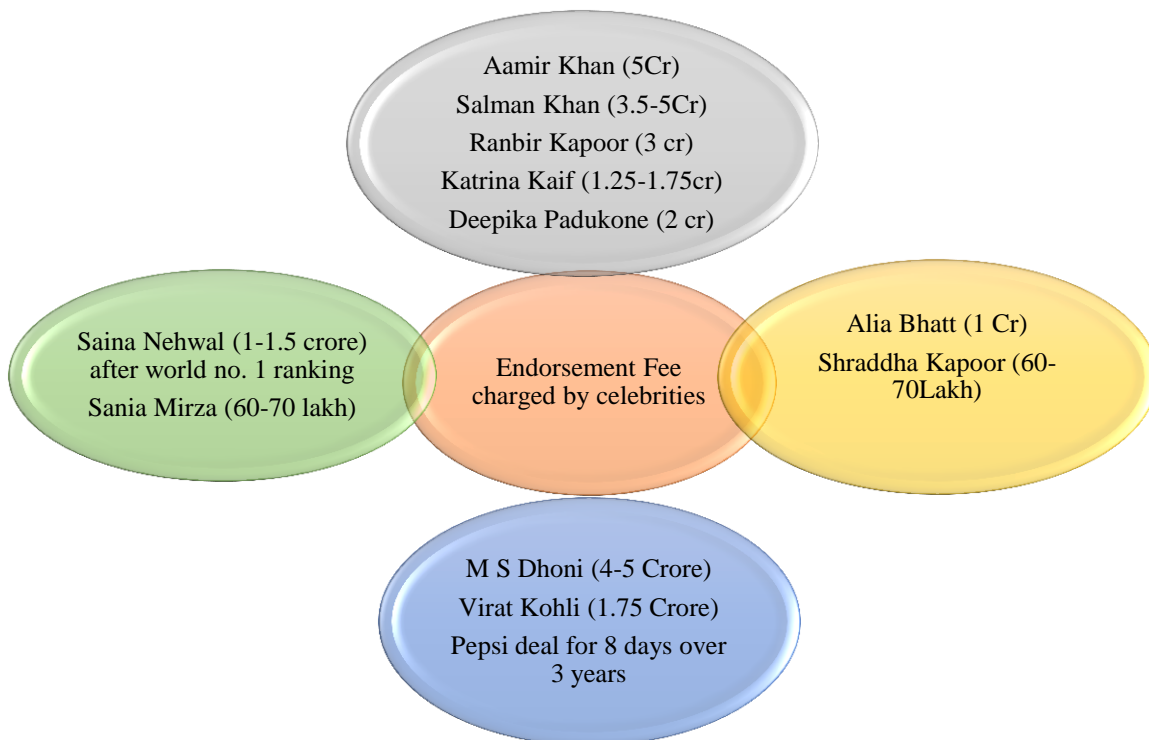 Aamir Khan (5Cr)
Salman Khan (3.5-5Cr)
Ranbir Kapoor (3 cr)
Katrina Kaif (1.25-1.75cr)
Deepika Padukone (2 cr)
Saina Nehwal (1-1.5 crore)
after world no. 1 ranking
Sania Mirza (60-70 lakh)
Endorsement Fee
charged by celebrities
Alia Bhatt (1 Cr)
Shraddha Kapoor (60-
70Lakh)
M S Dhoni (4-5 Crore)
Virat Kohli (1.75 Crore)
Pepsi deal for 8 days over
3 years